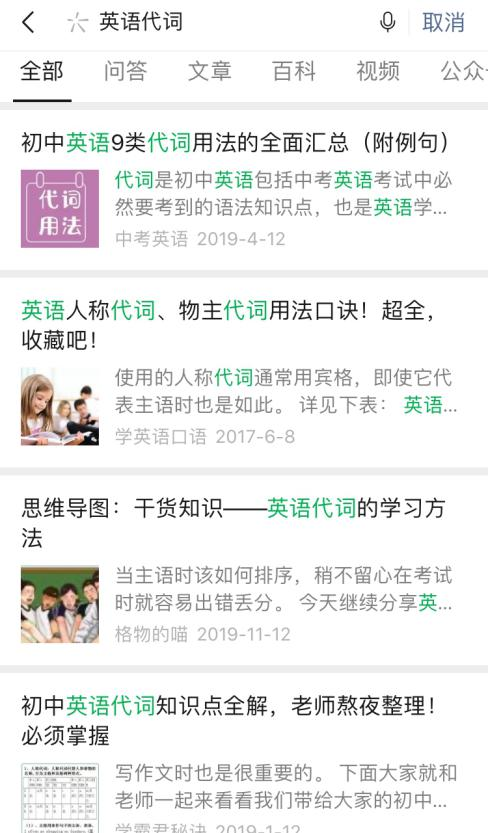 英语代词 取消
全部 问答 文章 百科 视频 公众
初中英语9类代词用法的全面汇总（附例句）
代词
用法
代词是初中英语包括中考英语考试中必
然要考到的语法知识点，也是英语学...
中考英语 2019-4-12
英语人称代词、物主代词用法口诀！超全，
收藏吧！
使用的人称代词通常用宾格，即使它代
表主语时也是如此。 详见下表： 英语...
学英语口语 2017-6-8
思维导图：干货知识——英语代词的学习方
法
当主语时该如何排序，稍不留心在考试
时就容易出错丢分。 今天继续分享英...
格物的喵 2019-11-12
初中英语代词知识点全解，老师熬夜整理！
必须掌握
写作文时也是很重要的。 下面大家就和
老师一起来看看我们带给大家的初中...
学霸君秘诀 2019-1-12